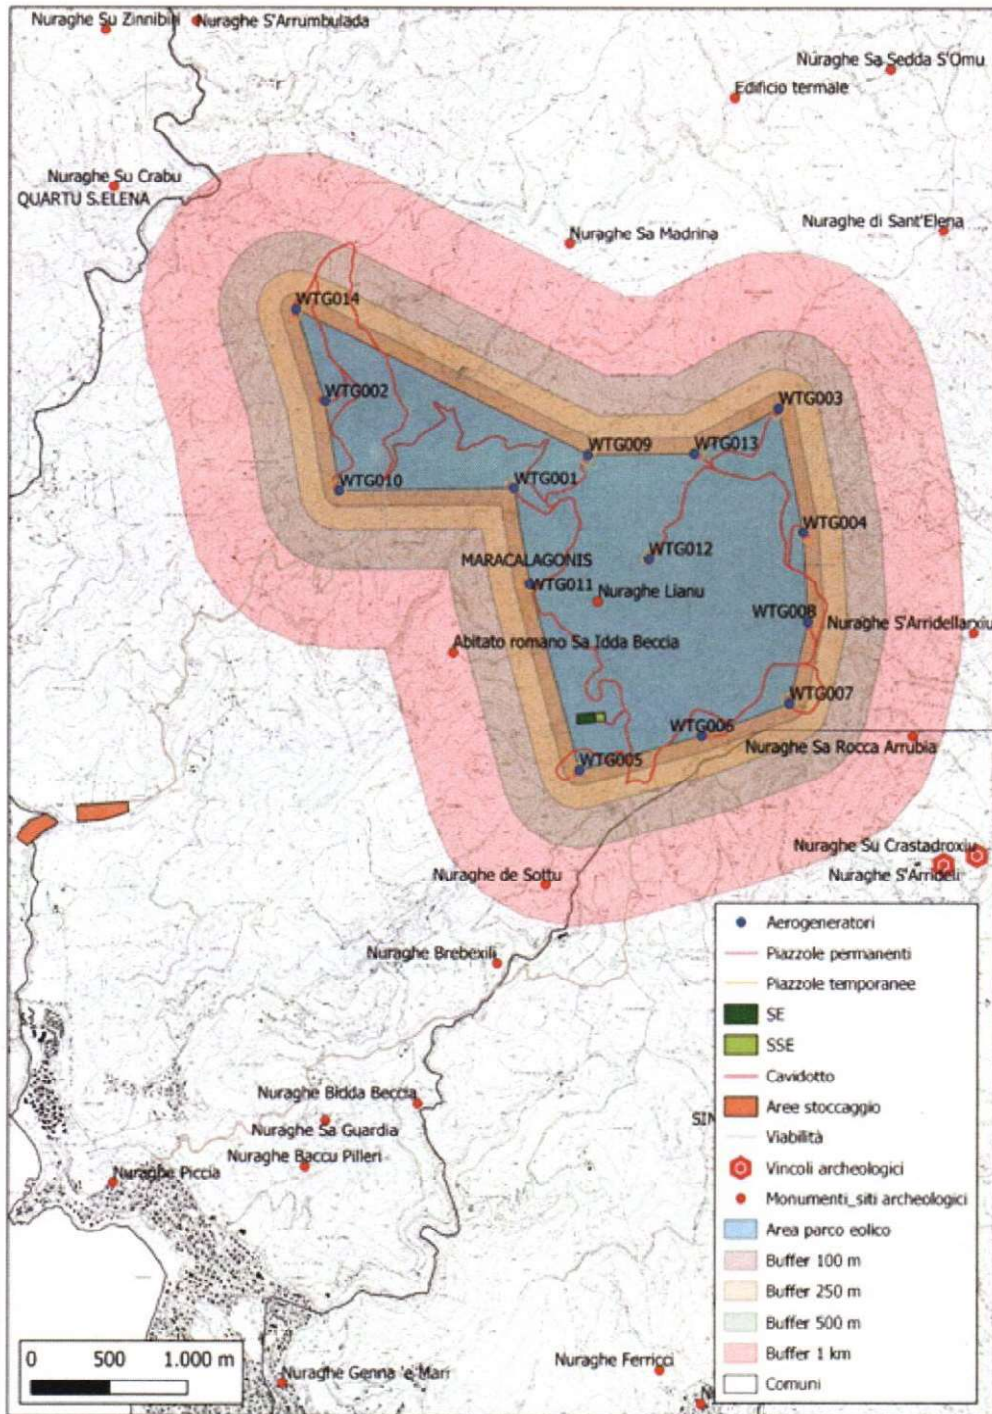 Nuraghe Su Zinnibiri
Nuraghe S'Arrumbulada
Nuraghe Sa Sedda S'Omu
Edificio termale
Nuraghe Su Crabu
QUARTU S.ELENA
Nuraghe Sa Madrina
Nuraghe di Sant'Elena
WTG014
WTG002
WTG003
WTG009
WTG013
WTG010
WTG001
WTG004
WTG012
MARACALAGONIS
WTG011
Nuraghe Lianu
WTG008
Nuraghe S'Arridellarxiu
Abitato romano Sa Idda Beccia
WTG007
WTG006
Nuraghe Sa Rocca Arrubia
WTG005
Nuraghe Su Crastadroxiu
Nuraghe de Sottu
Nuraghe S'Arrideli
Nuraghe Brebexili
Nuraghe Bidda Beccia
Nuraghe Sa Guardia
Nuraghe Baccu Pilleri
Nuraghe Piccia
SIN
Aerogeneratori
Piazzole permanenti
Piazzole temporanee
SE
SSE
Cavidotto
Aree stoccaggio
Viabilità
Vincoli archeologici
Monumenti_siti archeologici
Area parco eolico
Buffer 100 m
Buffer 250 m
Buffer 500 m
Buffer 1 km
Comuni
0 500 1.000 m
Nuraghe Genna 'e Mari
Nuraghe Ferricci